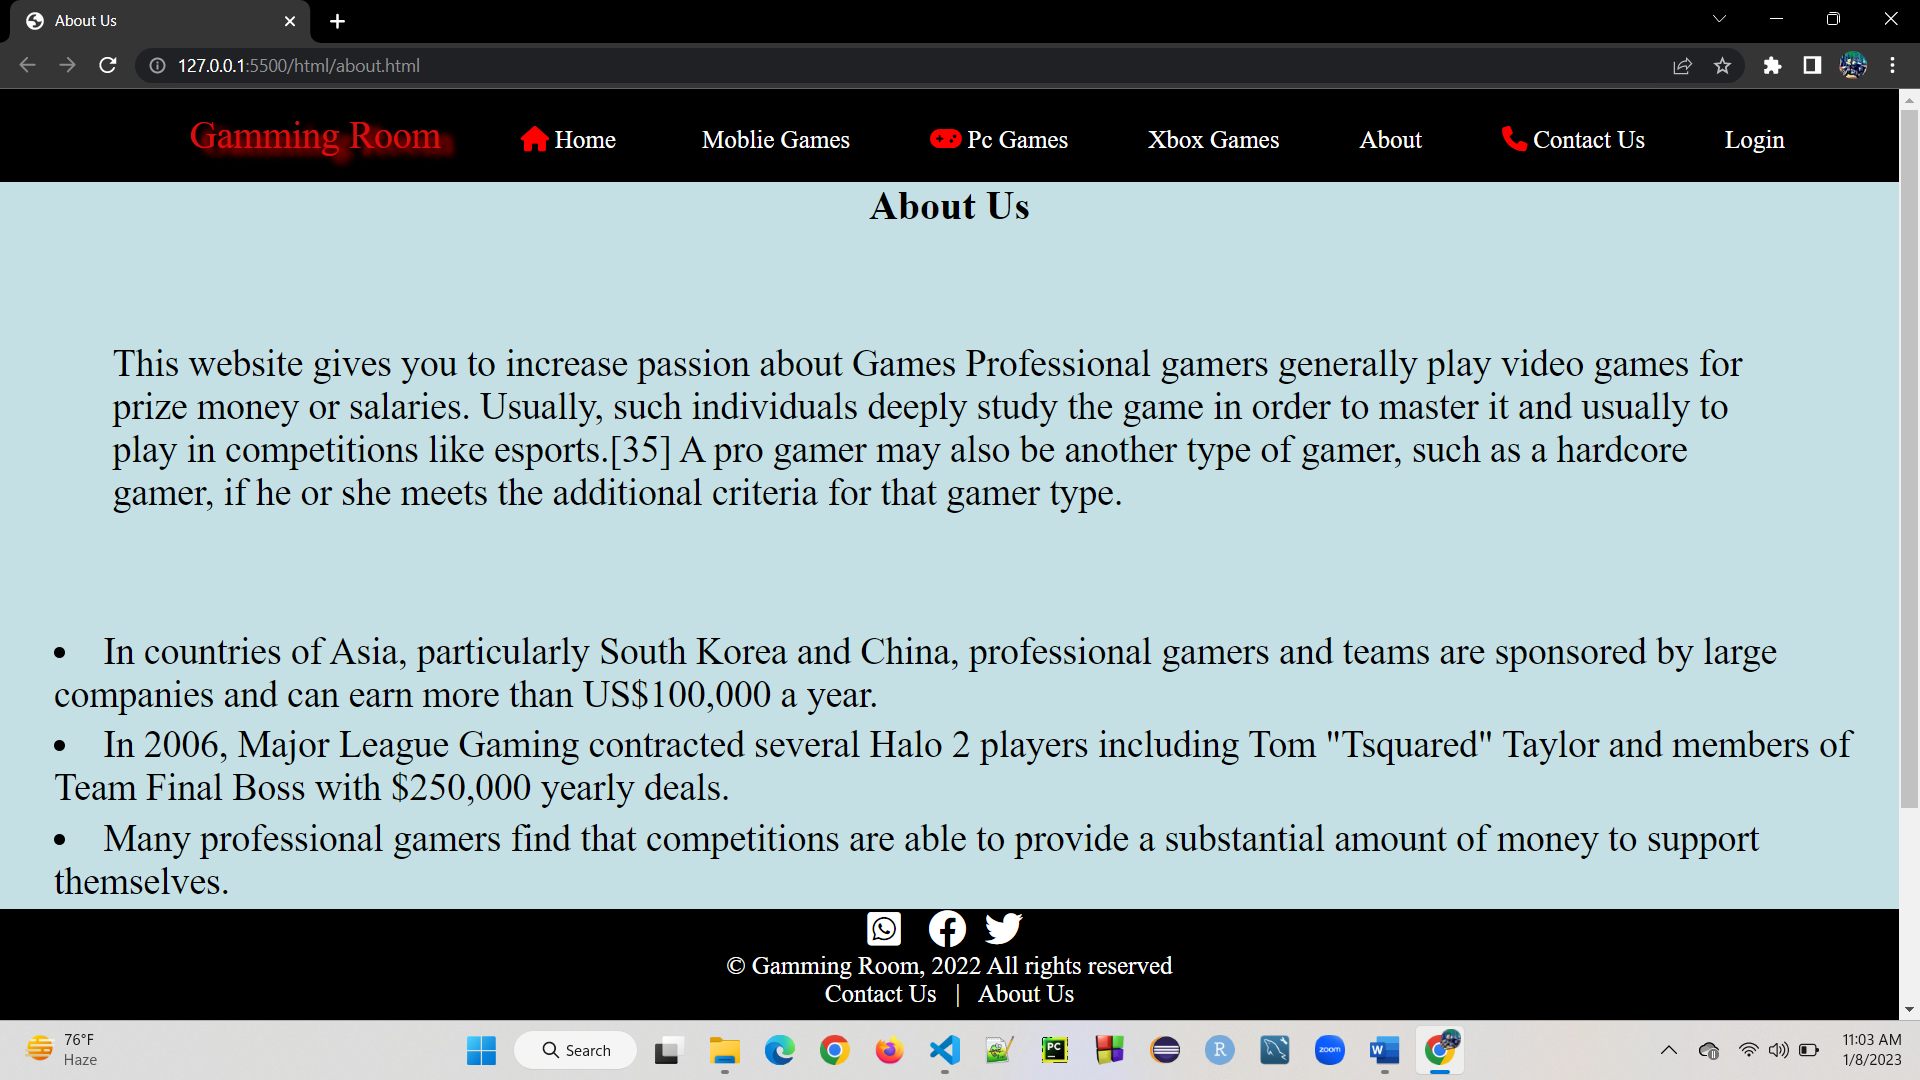 About Us
127.0.0.1:5500/html/about.html
Gamming Room Home Moblie Games Pc Games Xbox Games About Contact Us Login
About Us
This website gives you to increase passion about Games Professional gamers generally play video games for
prize money or salaries. Usually, such individuals deeply study the game in order to master it and usually to
play in competitions like esports.[35] A pro gamer may also be another type of gamer, such as a hardcore
gamer, if he or she meets the additional criteria for that gamer type.
• In countries of Asia, particularly South Korea and China, professional gamers and teams are sponsored by large
companies and can earn more than US$100,000 a year.
• In 2006, Major League Gaming contracted several Halo 2 players including Tom "Tsquared" Taylor and members of
Team Final Boss with $250,000 yearly deals.
• Many professional gamers find that competitions are able to provide a substantial amount of money to support
themselves.
© Gamming Room, 2022 All rights reserved
Contact Us | About Us
76°F
Haze
Search
PC
R
zoom
W
11:03 AM
1/8/2023